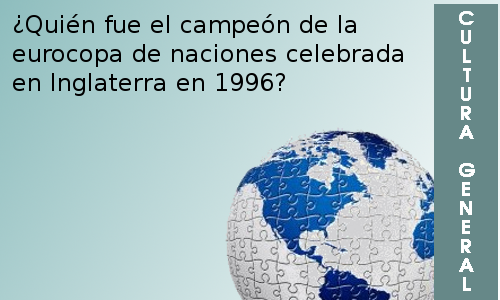 ¿Quién fue el campeón de la
eurocopa de naciones celebrada
en Inglaterra en 1996?
CULTURA GENERAL